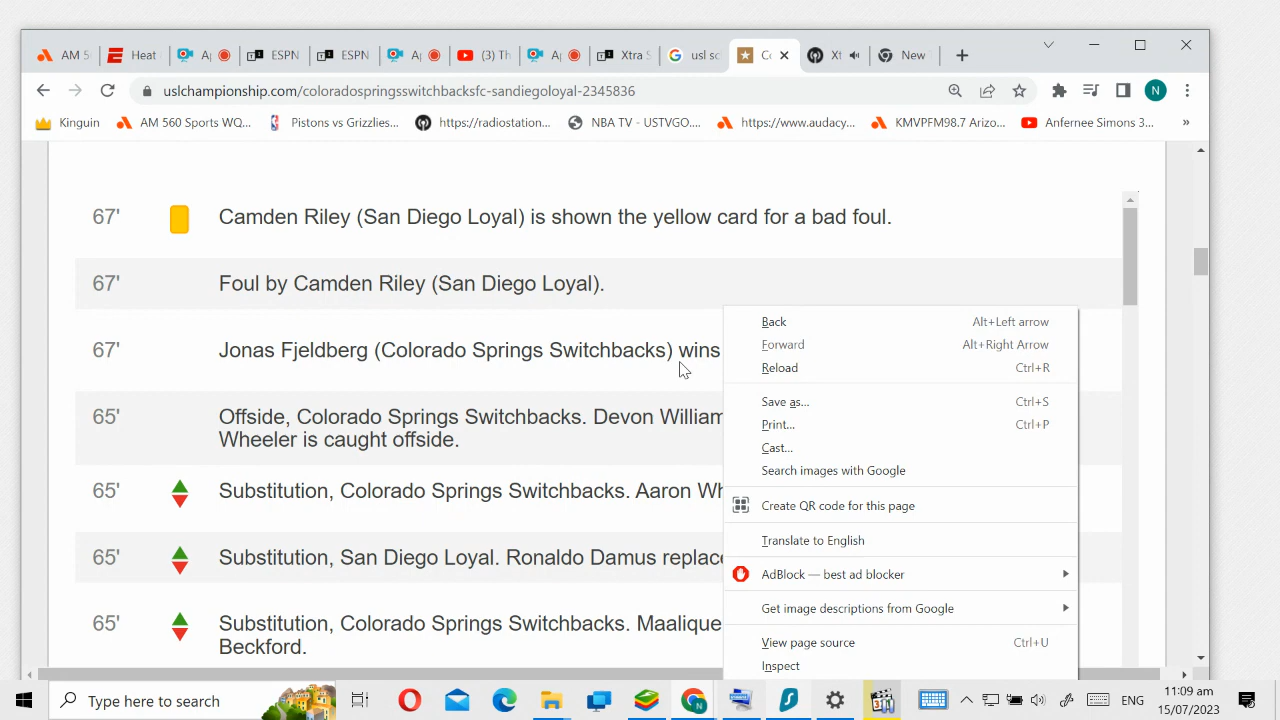 AM 5
Heat
A
ESPN
ESPN
A
(3) Th
A
Xtra S
usl sc
C
Xt
New
uslchampionship.com/coloradospringsswitchbacksfc-sandiegoloyal-2345836
N
Kinguin
AM 560 Sports WQ...
Pistons vs Grizzlies...
https://radiostation...
NBA TV - USTVGO....
https://www.audacy...
KMVPFM98.7 Arizo...
Anfernee Simons 3...
»
67' Camden Riley (San Diego Loyal) is shown the yellow card for a bad foul.
67' Foul by Camden Riley (San Diego Loyal).
67' Jonas Fjeldberg (Colorado Springs Switchbacks) wins
65' Offside, Colorado Springs Switchbacks. Devon William
Wheeler is caught offside.
65' Substitution, Colorado Springs Switchbacks. Aaron Wh
65' Substitution, San Diego Loyal. Ronaldo Damus replace
65' Substitution, Colorado Springs Switchbacks. Maalique
Beckford.
Back Alt+Left arrow
Forward Alt+Right Arrow
Reload Ctrl+R
Save as... Ctrl+S
Print... Ctrl+P
Cast...
Search images with Google
Create QR code for this page
Translate to English
AdBlock — best ad blocker
Get image descriptions from Google
View page source Ctrl+U
Inspect
Type here to search
ENG
11:09 am
15/07/2023